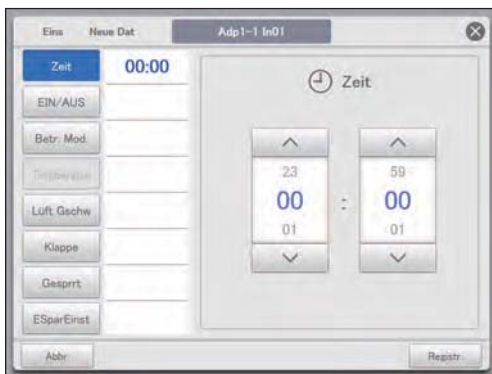 Eins Neue Dat Adp1-1 In01
Zeit 00:00
Zeit
EIN/AUS
Betr. Mod.
Luft Gschw
Klappe
Gesprrt
ESparEinst
23 59
00 : 00
01 01
Abbr Registr.